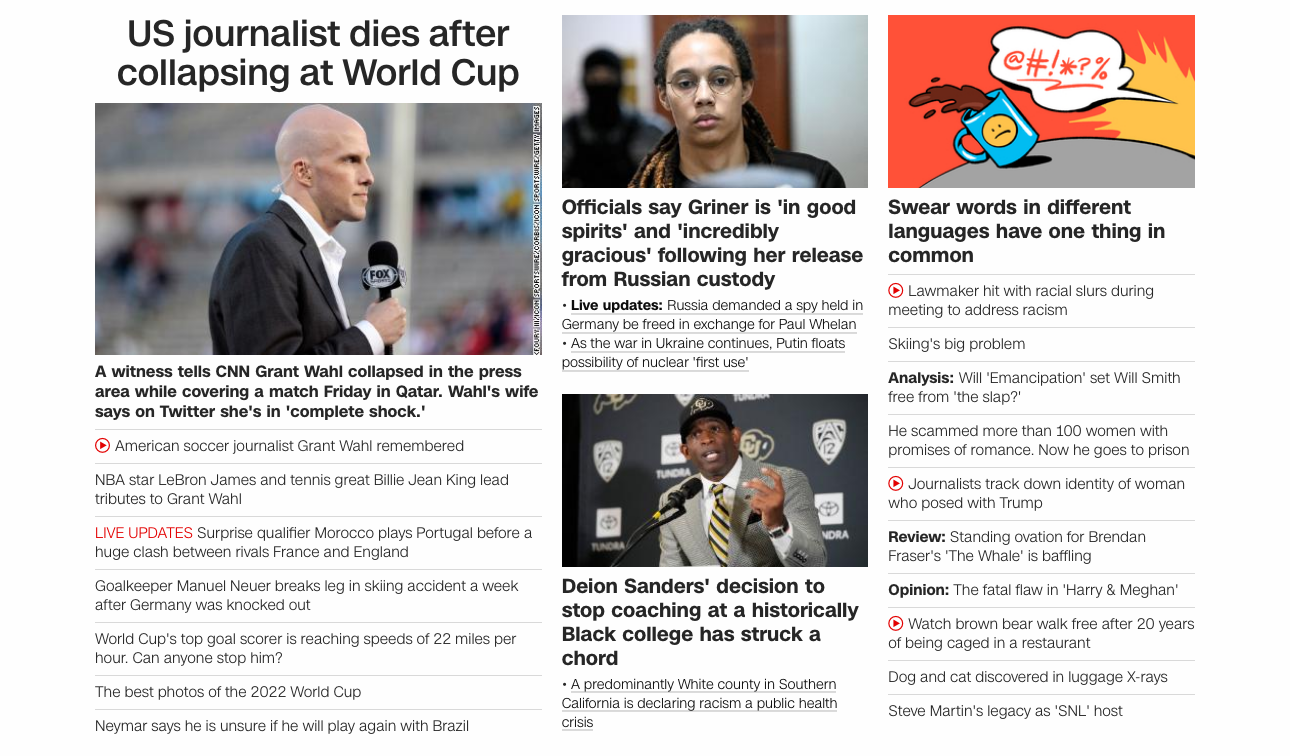 US journalist dies after
collapsing at World Cup
FOX
SPORTS
A witness tells CNN Grant Wahl collapsed in the press
area while covering a match Friday in Qatar. Wahl's wife
says on Twitter she's in 'complete shock.'
American soccer journalist Grant Wahl remembered
NBA star LeBron James and tennis great Billie Jean King lead
tributes to Grant Wahl
LIVE UPDATES Surprise qualifier Morocco plays Portugal before a
huge clash between rivals France and England
Goalkeeper Manuel Neuer breaks leg in skiing accident a week
after Germany was knocked out
World Cup's top goal scorer is reaching speeds of 22 miles per
hour. Can anyone stop him?
The best photos of the 2022 World Cup
Neymar says he is unsure if he will play again with Brazil
Officials say Griner is 'in good
spirits' and 'incredibly
gracious' following her release
from Russian custody
• Live updates: Russia demanded a spy held in
Germany be freed in exchange for Paul Whelan
• As the war in Ukraine continues, Putin floats
possibility of nuclear 'first use'
CU
PAC
12
TUNDRA
PAC
12
TUNDRA
Deion Sanders' decision to
stop coaching at a historically
Black college has struck a
chord
• A predominantly White county in Southern
California is declaring racism a public health
crisis
@#!*?%
Swear words in different
languages have one thing in
common
Lawmaker hit with racial slurs during
meeting to address racism
Skiing's big problem
Analysis: Will 'Emancipation' set Will Smith
free from 'the slap?'
He scammed more than 100 women with
promises of romance. Now he goes to prison
Journalists track down identity of woman
who posed with Trump
Review: Standing ovation for Brendan
Fraser's 'The Whale' is baffling
Opinion: The fatal flaw in 'Harry & Meghan'
Watch brown bear walk free after 20 years
of being caged in a restaurant
Dog and cat discovered in luggage X-rays
Steve Martin's legacy as 'SNL' host